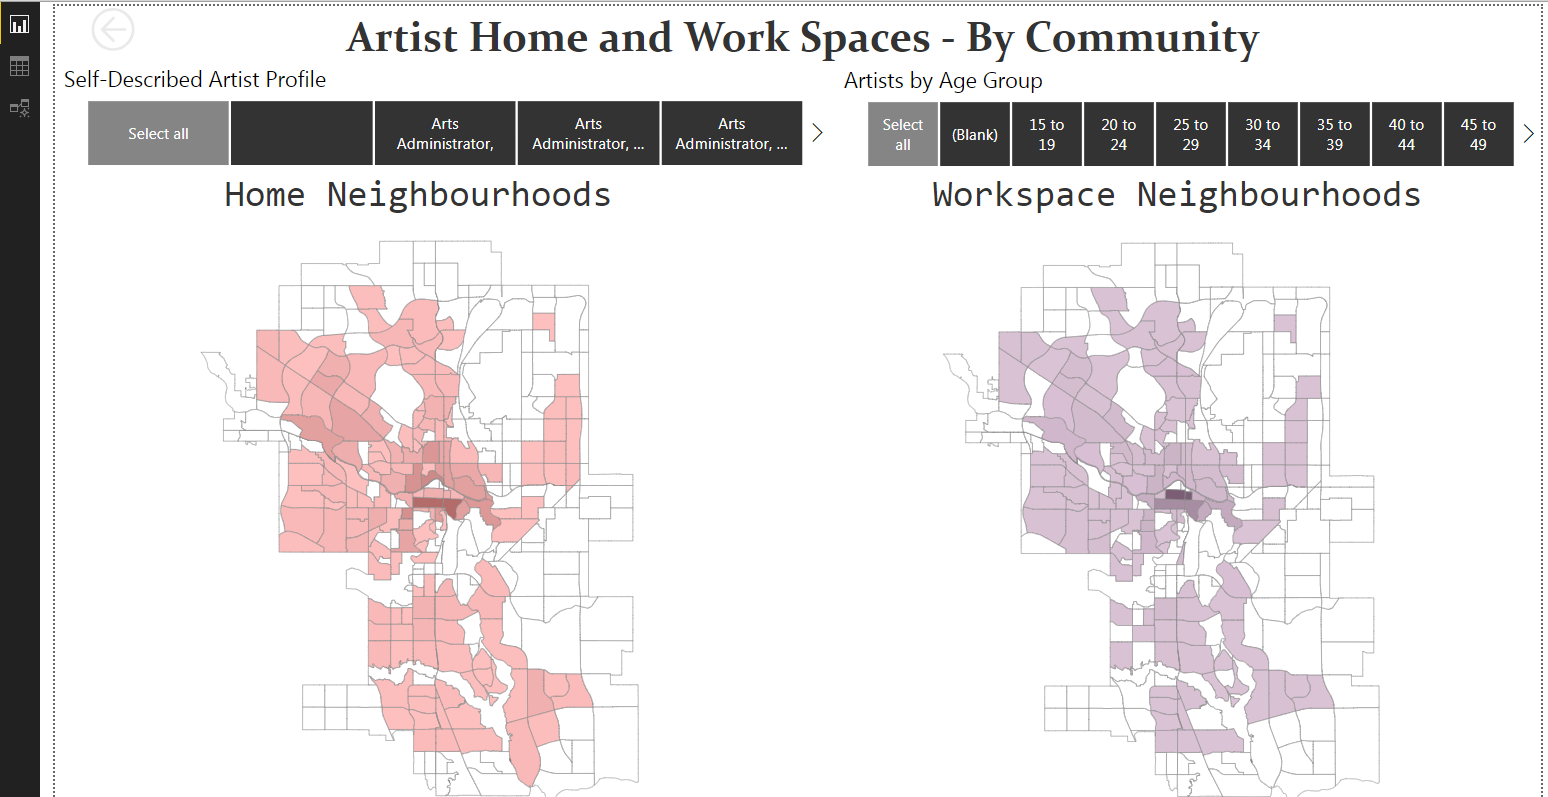 Artist Home and Work Spaces - By Community
Self-Described Artist Profile
Select all
Arts
Administrator,
Arts
Administrator, ...
Arts
Administrator, ...
Artists by Age Group
Select
all
(Blank)
15 to
19
20 to
24
25 to
29
30 to
34
35 to
39
40 to
44
45 to
49
Home Neighbourhoods
Workspace Neighbourhoods